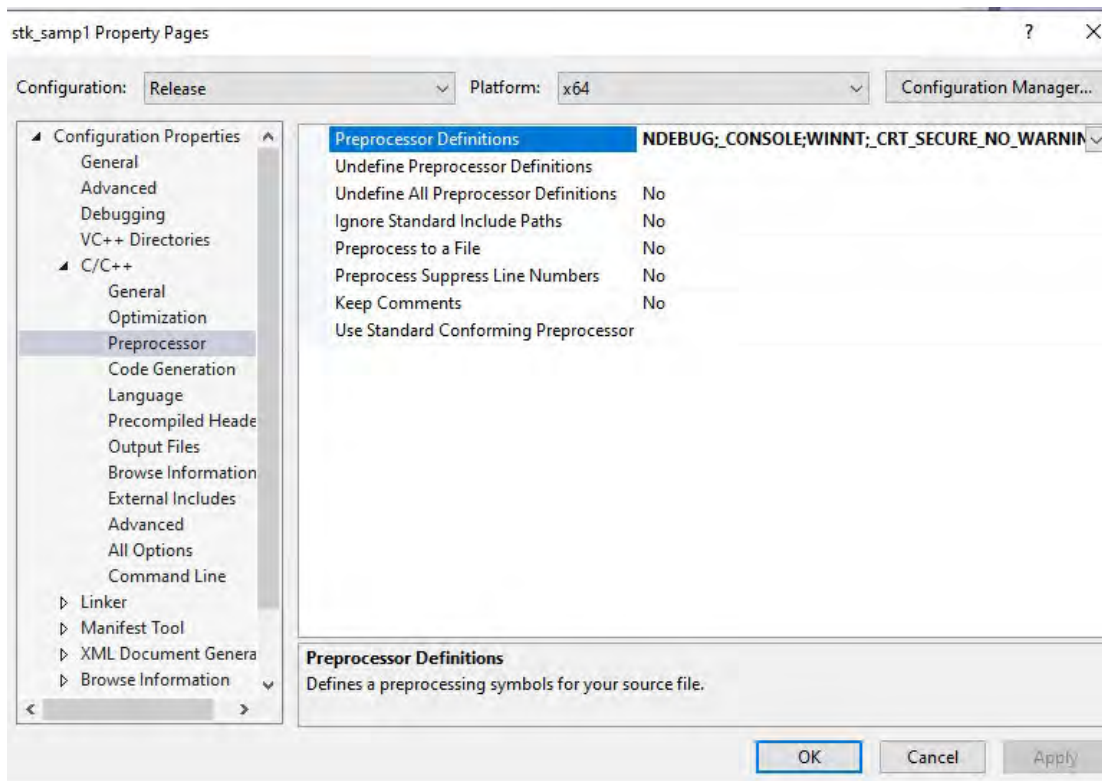 stk_samp1 Property Pages ? ×
Configuration: Release Platform: x64 Configuration Manager...
Configuration Properties
General
Advanced
Debugging
VC++ Directories
C/C++
General
Optimization
Preprocessor
Code Generation
Language
Precompiled Heade
Output Files
Browse Information
External Includes
Advanced
All Options
Command Line
Linker
Manifest Tool
XML Document Genera
Browse Information
Preprocessor Definitions NDEBUG;_CONSOLE;WINNT;_CRT_SECURE_NO_WARNIN
Undefine Preprocessor Definitions
Undefine All Preprocessor Definitions No
Ignore Standard Include Paths No
Preprocess to a File No
Preprocess Suppress Line Numbers No
Keep Comments No
Use Standard Conforming Preprocessor
Preprocessor Definitions
Defines a preprocessing symbols for your source file.
OK Cancel Apply